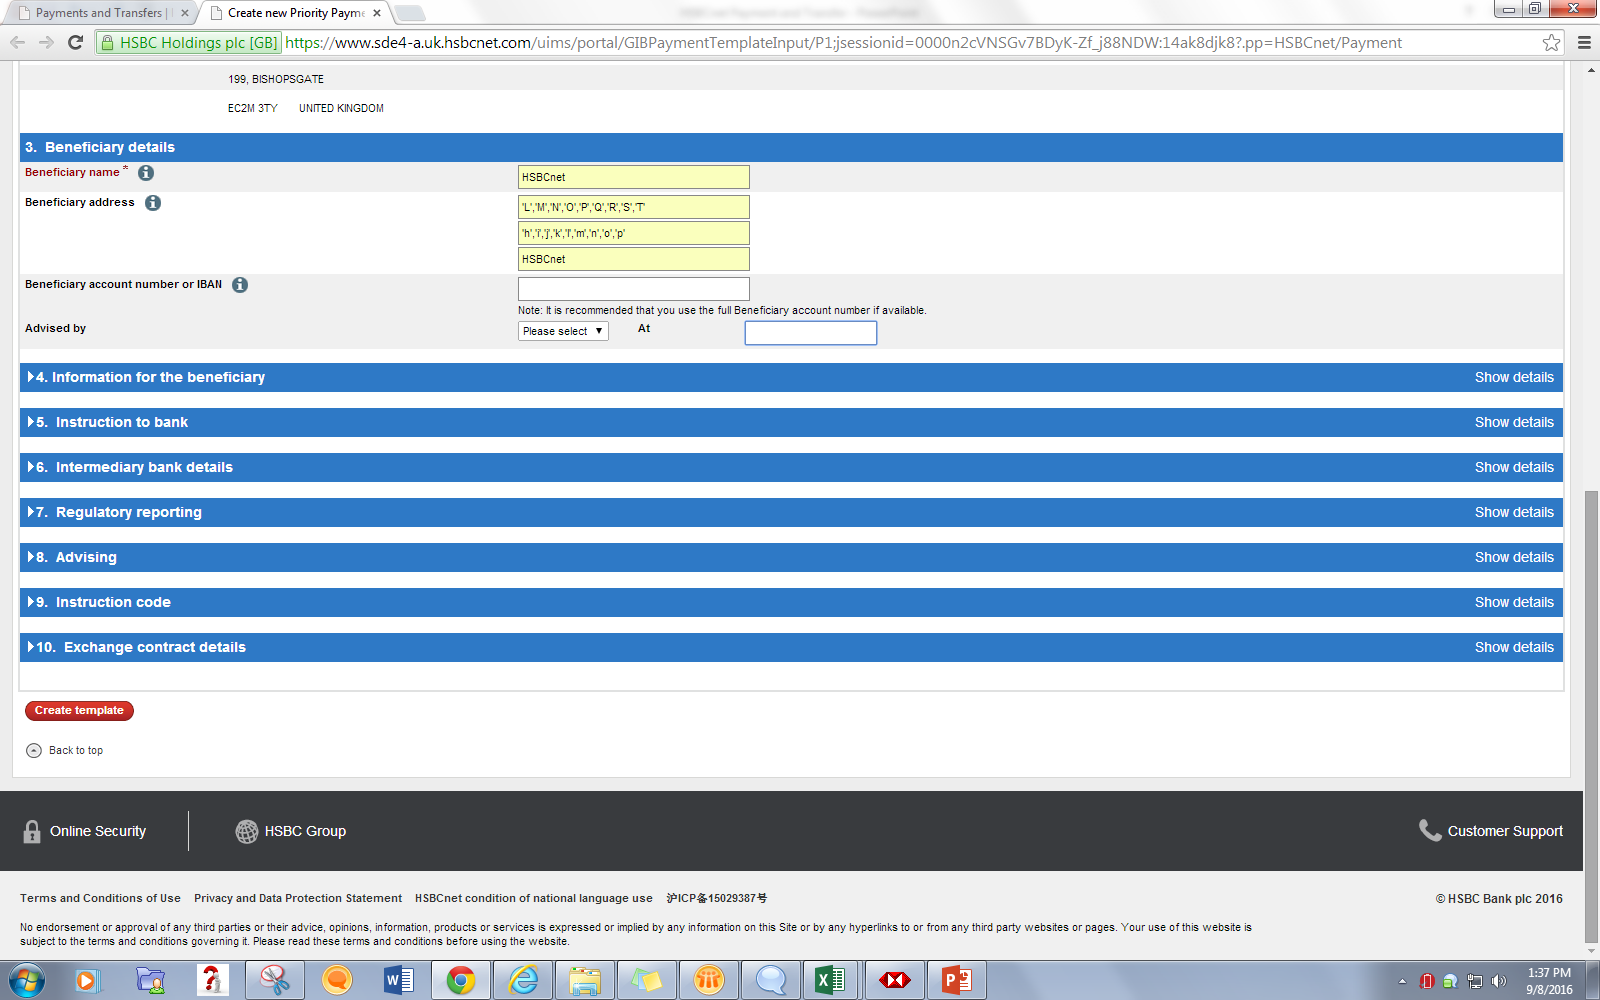 Payments and Transfers |
Create new Priority Payme
HSBC Holdings plc [GB]
https://www.sde4-a.uk.hsbcnet.com/uims/portal/GIBPaymentTemplateInput/P1;jsessionid=0000n2cVNSGv7BDyK-Zf_j88NDW:14ak8djk8?.pp=HSBCnet/Payment
199, BISHOPSGATE
EC2M 3TY UNITED KINGDOM
3. Beneficiary details
Beneficiary name *
HSBCnet
Beneficiary address
'L','M','N','O','P','Q','R','S','T'
'h','i','j','k','l','m','n','o','p'
HSBCnet
Beneficiary account number or IBAN
Note: It is recommended that you use the full Beneficiary account number if available.
Advised by
Please select
At
4. Information for the beneficiary
Show details
5. Instruction to bank
Show details
6. Intermediary bank details
Show details
7. Regulatory reporting
Show details
8. Advising
Show details
9. Instruction code
Show details
10. Exchange contract details
Show details
Create template
Back to top
Online Security
HSBC Group
Customer Support
Terms and Conditions of Use
Privacy and Data Protection Statement
HSBCnet condition of national language use
沪ICP备15029387号
© HSBC Bank plc 2016
No endorsement or approval of any third parties or their advice, opinions, information, products or services is expressed or implied by any information on this Site or by any hyperlinks to or from any third party websites or pages. Your use of this website is
subject to the terms and conditions governing it. Please read these terms and conditions before using the website.
1:37 PM
9/8/2016